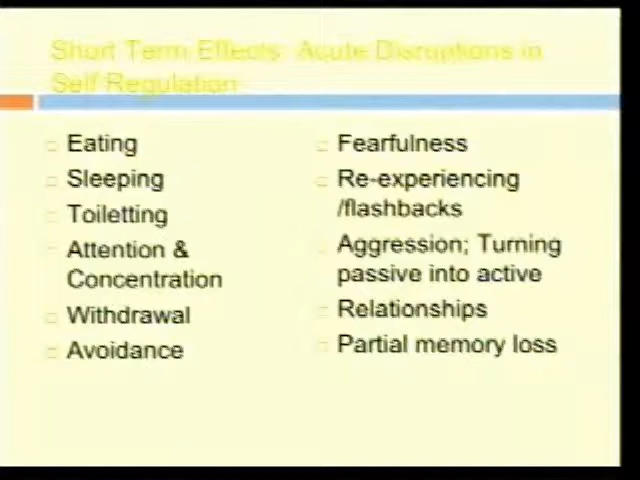 Short Term Effects: Acute Disruptions in
Self Regulation
Eating
Sleeping
Toiletting
Attention &
Concentration
Withdrawal
Avoidance
Fearfulness
Re-experiencing
/flashbacks
Aggression; Turning
passive into active
Relationships
Partial memory loss